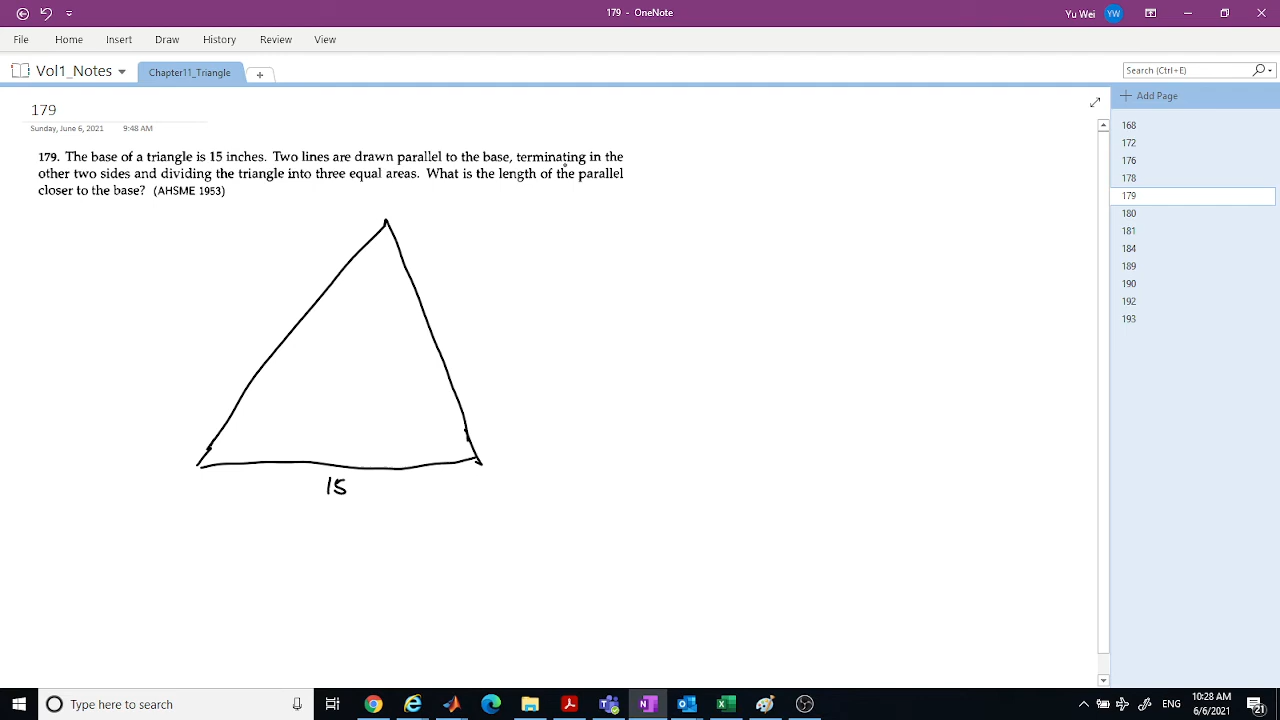 179 - OneNote
Yu Wei
YW
File Home Insert Draw History Review View
Vol1_Notes
Chapter11_Triangle
+
Search (Ctrl+E)
179
Sunday, June 6, 2021 9:48 AM
179. The base of a triangle is 15 inches. Two lines are drawn parallel to the base, terminating in the
other two sides and dividing the triangle into three equal areas. What is the length of the parallel
closer to the base? (AHSME 1953)
15
+ Add Page
168
172
176
178
179
180
181
184
189
190
192
193
Type here to search
ENG
10:28 AM
6/6/2021
21